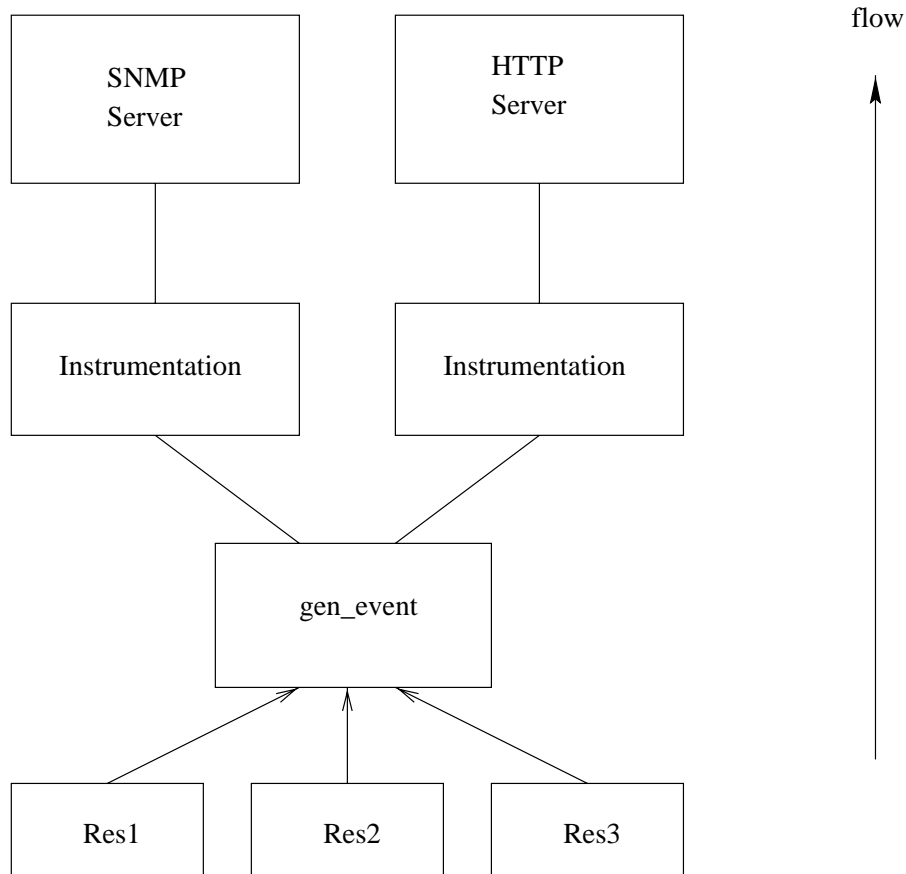 flow
SNMP
Server
HTTP
Server
Instrumentation
Instrumentation
gen_event
Res1
Res2
Res3